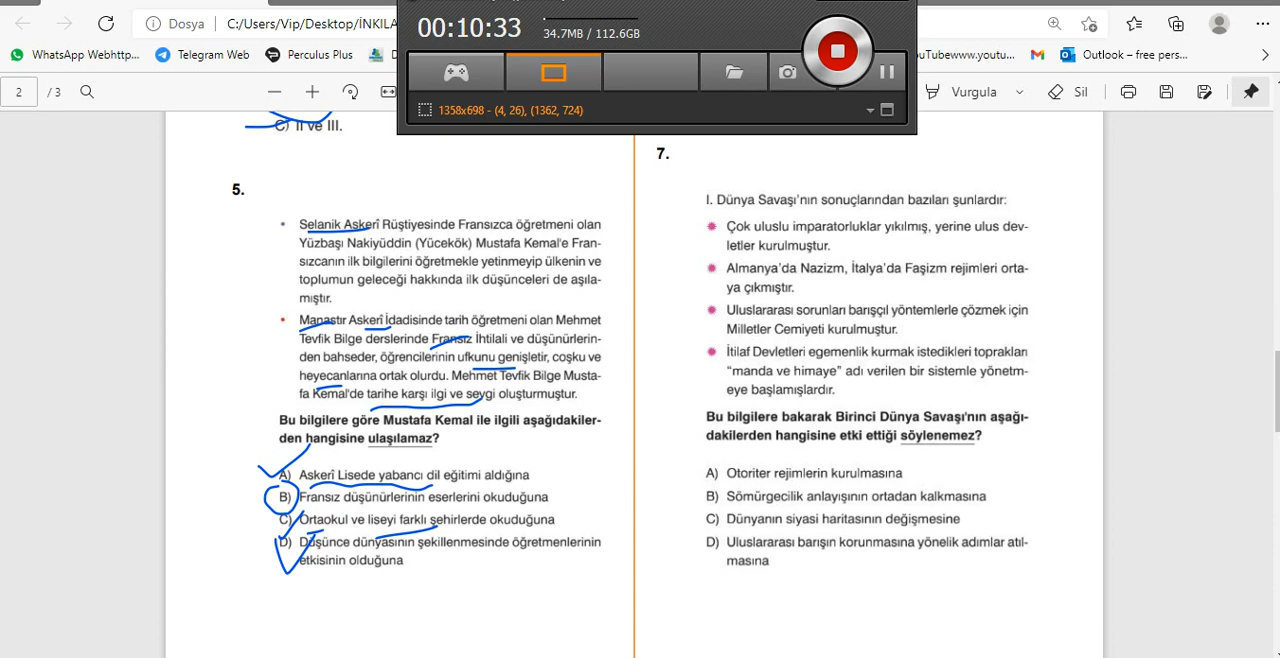 Dosya
C:/Users/Vip/Desktop/İNKILA
00:10:33
34.7MB / 112.6GB
1358x698 - (4, 26), (1362, 724)
WhatsApp Webhttp...
Telegram Web
Perculus Plus
uTubewww.youtu...
Outlook – free pers...
2
/ 3
Vurgula
Sil
C) II ve III.
5.
Selanik Askerî Rüştiyesinde Fransızca öğretmeni olan
Yüzbaşı Nakiyüddin (Yücekök) Mustafa Kemal'e Fran-
sızcanın ilk bilgilerini öğretmekle yetinmeyip ülkenin ve
toplumun geleceği hakkında ilk düşünceleri de aşıla-
mıştır.
Manastır Askerî İdadisinde tarih öğretmeni olan Mehmet
Tevfik Bilge derslerinde Fransız İhtilali ve düşünürlerin-
den bahseder, öğrencilerinin ufkunu genişletir, coşku ve
heyecanlarına ortak olurdu. Mehmet Tevfik Bilge Musta-
fa Kemal'de tarihe karşı ilgi ve sevgi oluşturmuştur.
Bu bilgilere göre Mustafa Kemal ile ilgili aşağıdakiler-
den hangisine ulaşılamaz?
A) Askerî Lisede yabancı dil eğitimi aldığına
B) Fransız düşünürlerinin eserlerini okuduğuna
C) Ortaokul ve liseyi farklı şehirlerde okuduğuna
D) Düşünce dünyasının şekillenmesinde öğretmenlerinin
etkisinin olduğuna
7.
I. Dünya Savaşı'nın sonuçlarından bazıları şunlardır:
Çok uluslu imparatorluklar yıkılmış, yerine ulus dev-
letler kurulmuştur.
Almanya'da Nazizm, İtalya'da Faşizm rejimleri orta-
ya çıkmıştır.
Uluslararası sorunları barışçıl yöntemlerle çözmek için
Milletler Cemiyeti kurulmuştur.
İtilaf Devletleri egemenlik kurmak istedikleri toprakları
"manda ve himaye" adı verilen bir sistemle yönetm-
eye başlamışlardır.
Bu bilgilere bakarak Birinci Dünya Savaşı'nın aşağı-
dakilerden hangisine etki ettiği söylenemez?
A) Otoriter rejimlerin kurulmasına
B) Sömürgecilik anlayışının ortadan kalkmasına
C) Dünyanın siyasi haritasının değişmesine
D) Uluslararası barışın korunmasına yönelik adımlar atıl-
masına